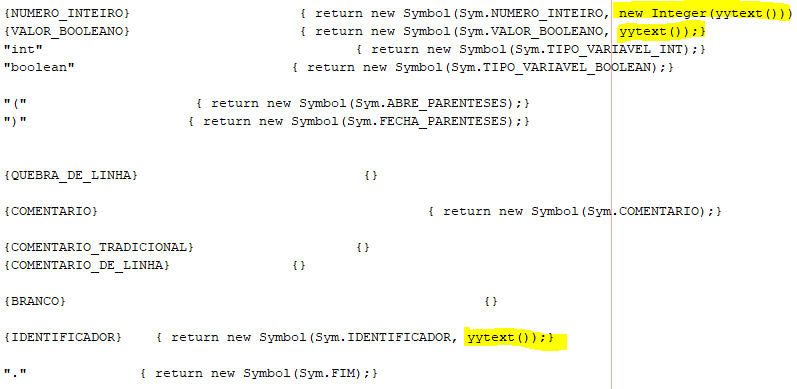 {NUMERO_INTEIRO} { return new Symbol(Sym.NUMERO_INTEIRO, new Integer(yytext()))
{VALOR_BOOLEANO} { return new Symbol(Sym.VALOR_BOOLEANO, yytext());}
"int" { return new Symbol(Sym.TIPO_VARIAVEL_INT);}
"boolean" { return new Symbol(Sym.TIPO_VARIAVEL_BOOLEAN);}
"(" { return new Symbol(Sym.ABRE_PARENTESES);}
")" { return new Symbol(Sym.FECHA_PARENTESES);}
{QUEBRA_DE_LINHA} {}
{COMENTARIO} { return new Symbol(Sym.COMENTARIO);}
{COMENTARIO_TRADICIONAL} {}
{COMENTARIO_DE_LINHA} {}
{BRANCO} {}
{IDENTIFICADOR} { return new Symbol(Sym.IDENTIFICADOR, yytext());}
"." { return new Symbol(Sym.FIM);}